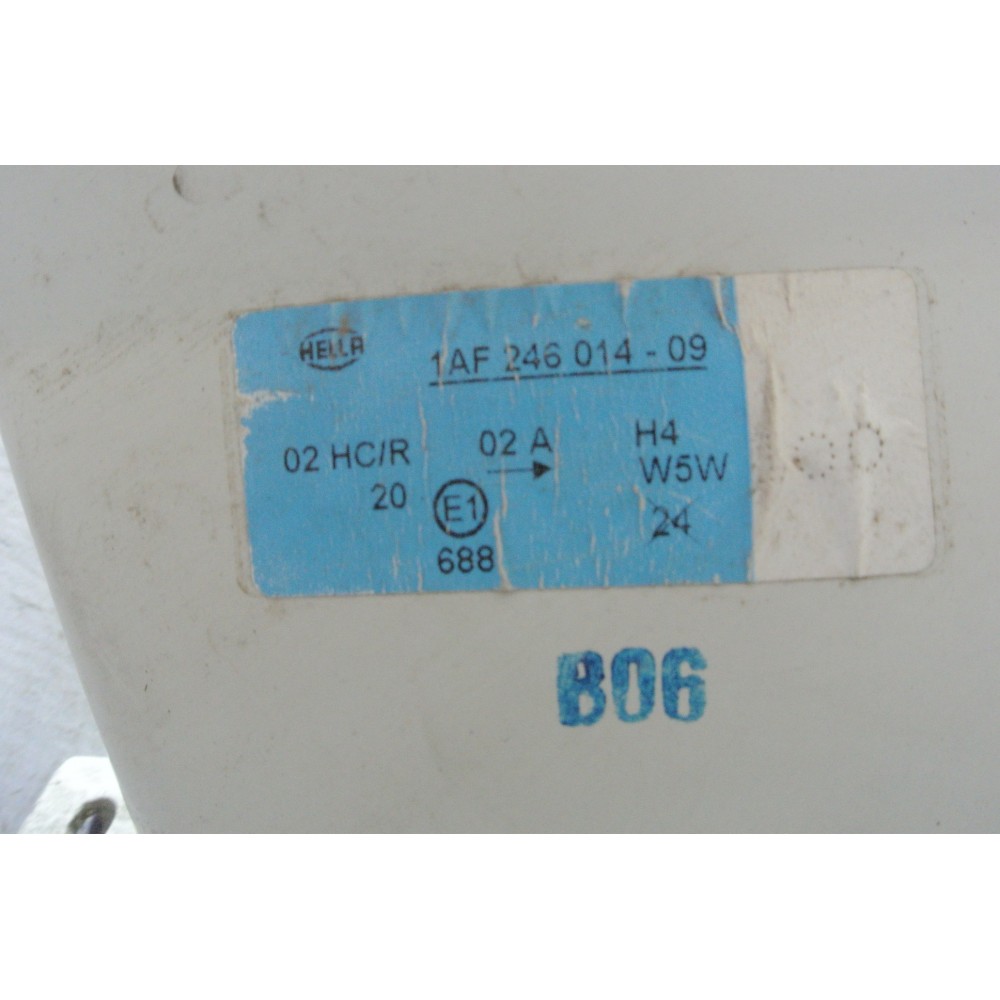 HELLA 1AF 246 014 - 09
02 HC/R 02 A H4
20 W5W
E1 24
688
B06